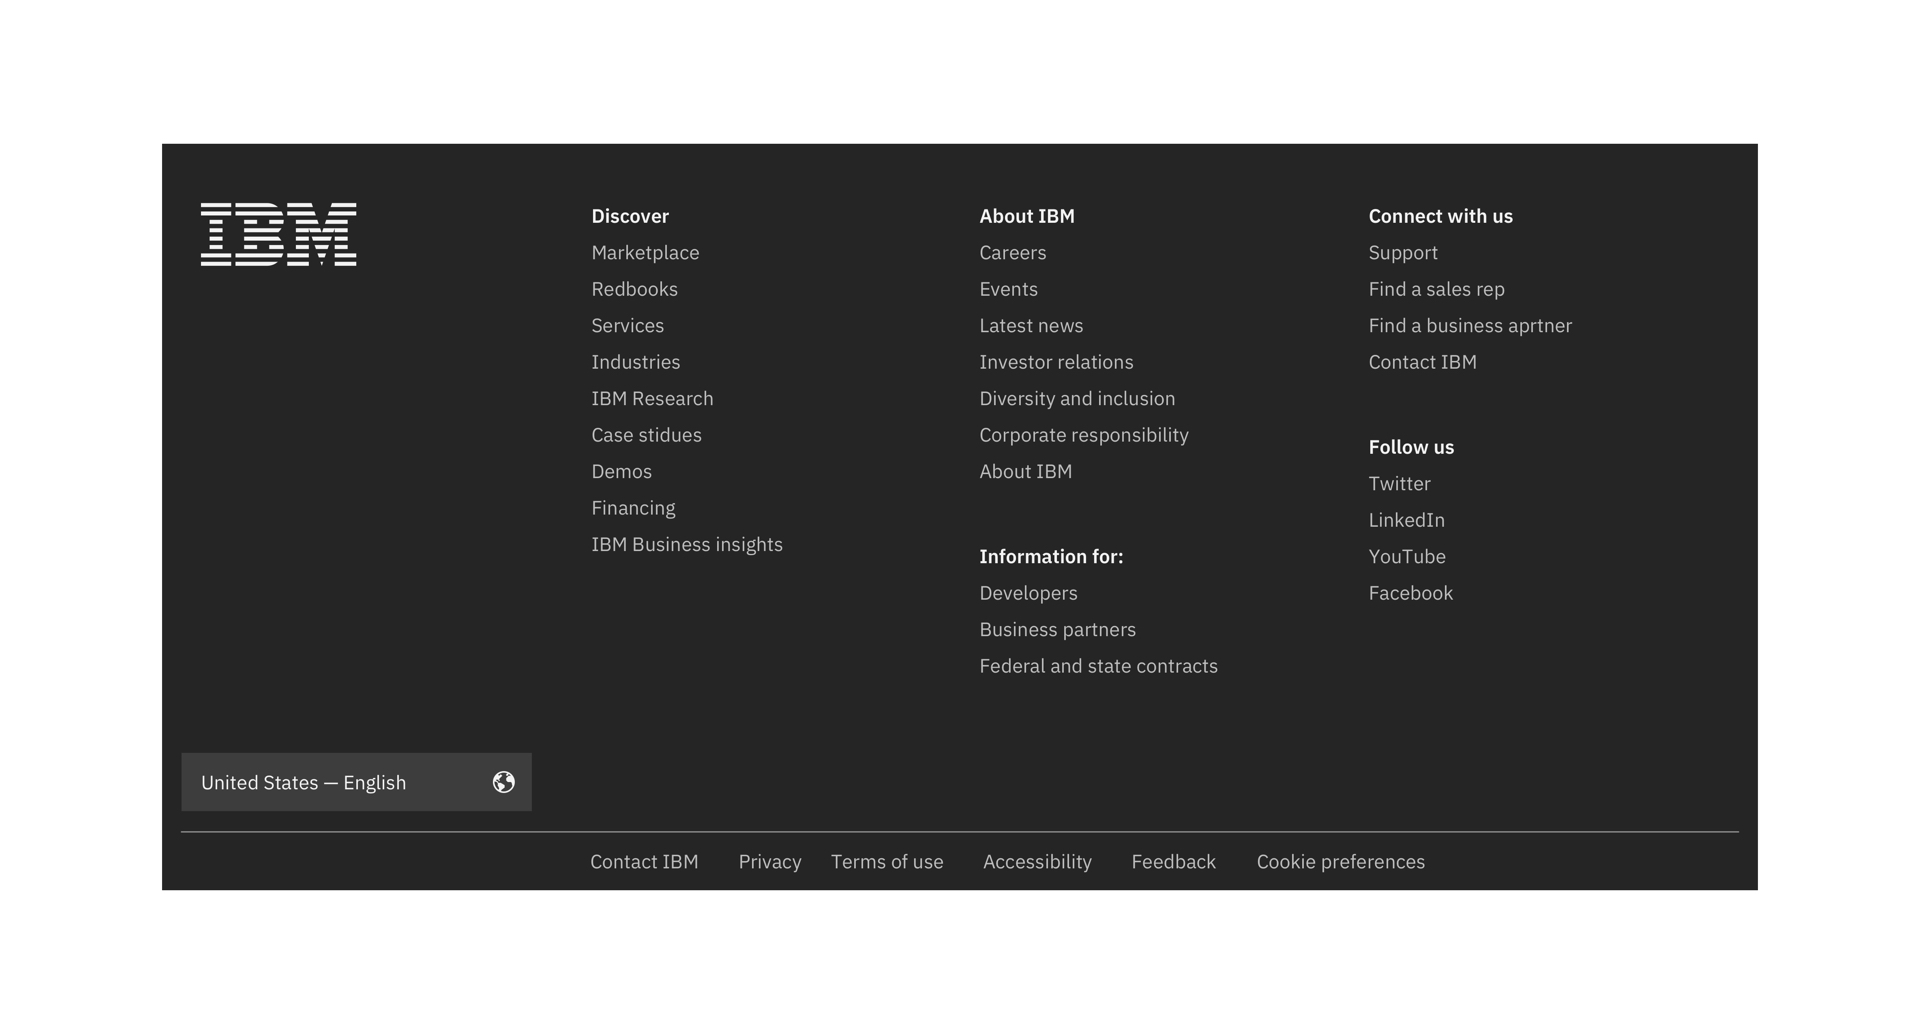 IBM
Discover
Marketplace
Redbooks
Services
Industries
IBM Research
Case stidues
Demos
Financing
IBM Business insights
About IBM
Careers
Events
Latest news
Investor relations
Diversity and inclusion
Corporate responsibility
About IBM
Information for:
Developers
Business partners
Federal and state contracts
Connect with us
Support
Find a sales rep
Find a business aprtner
Contact IBM
Follow us
Twitter
LinkedIn
YouTube
Facebook
United States — English
Contact IBM Privacy Terms of use Accessibility Feedback Cookie preferences